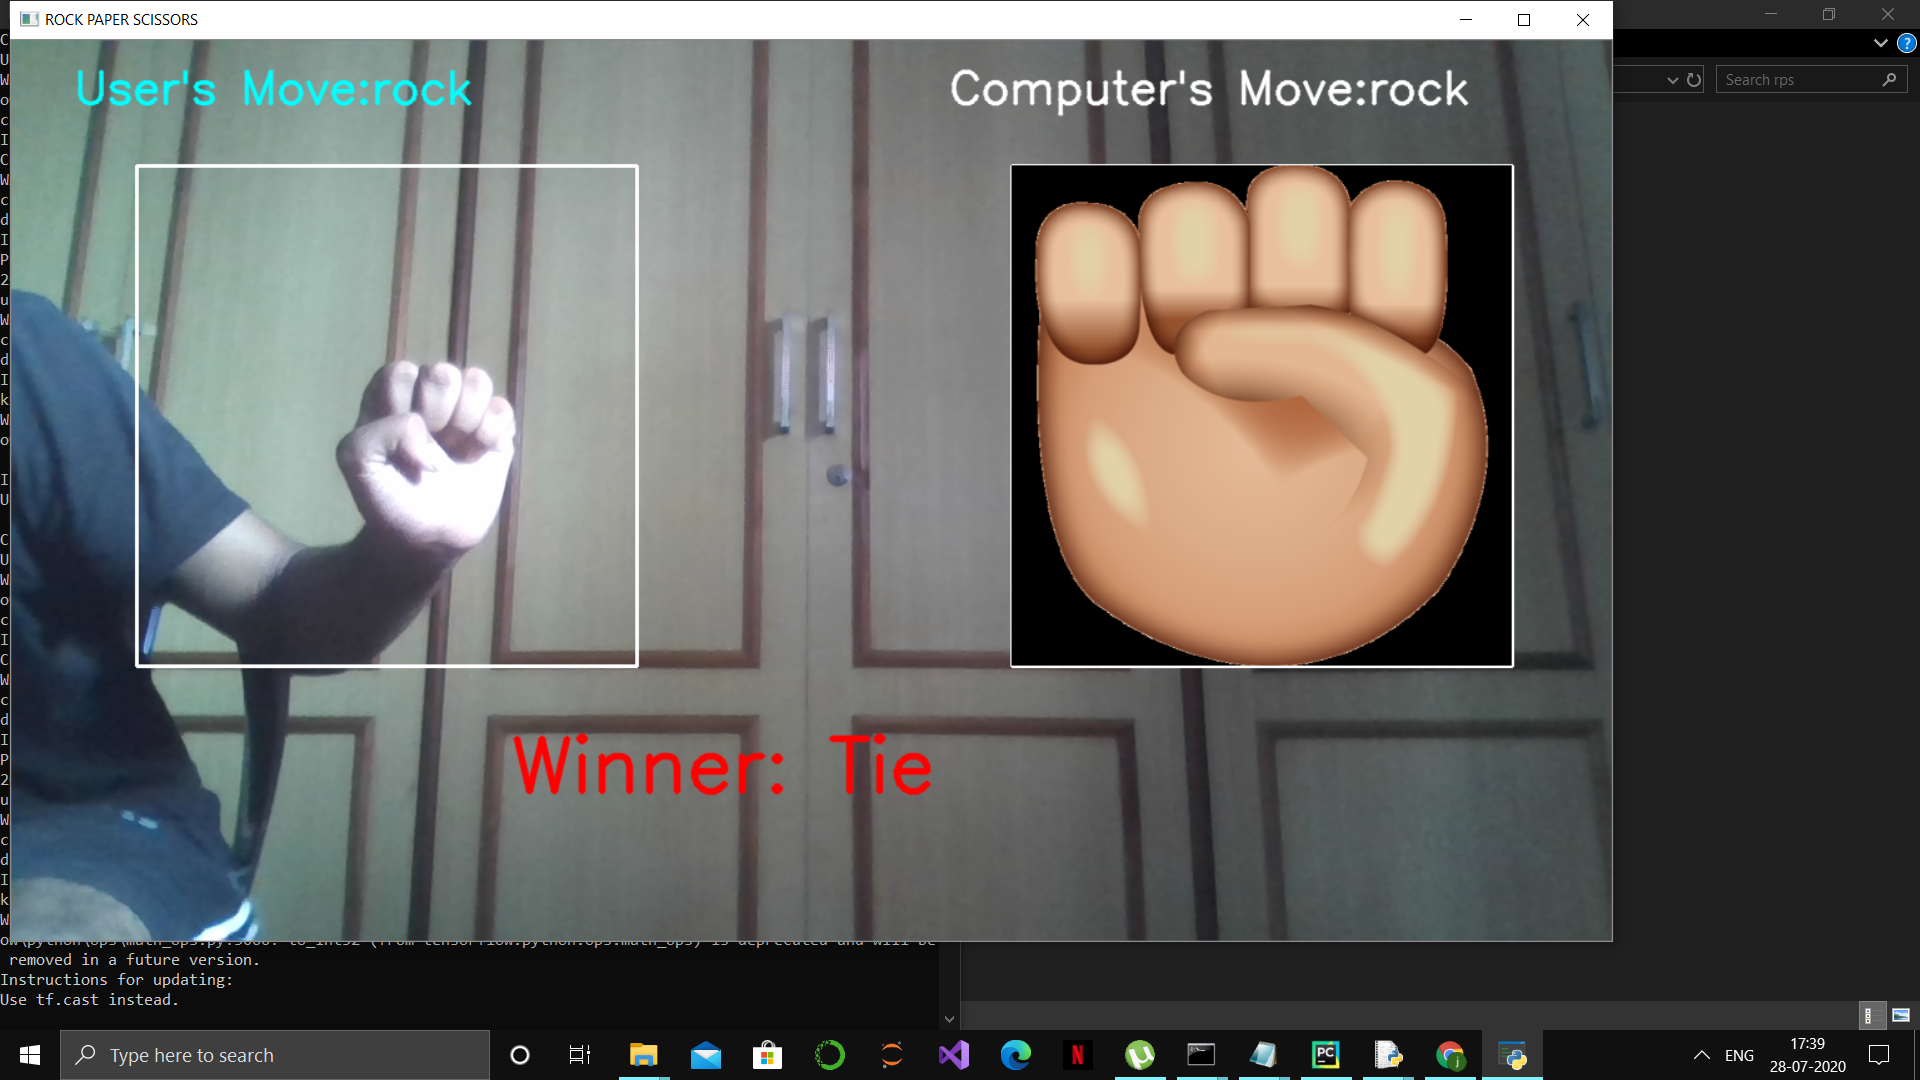 ROCK PAPER SCISSORS
User's Move:rock
Computer's Move:rock
Search rps
Winner: Tie
removed in a future version.
Instructions for updating:
Use tf.cast instead.
Type here to search
ENG
17:39
28-07-2020